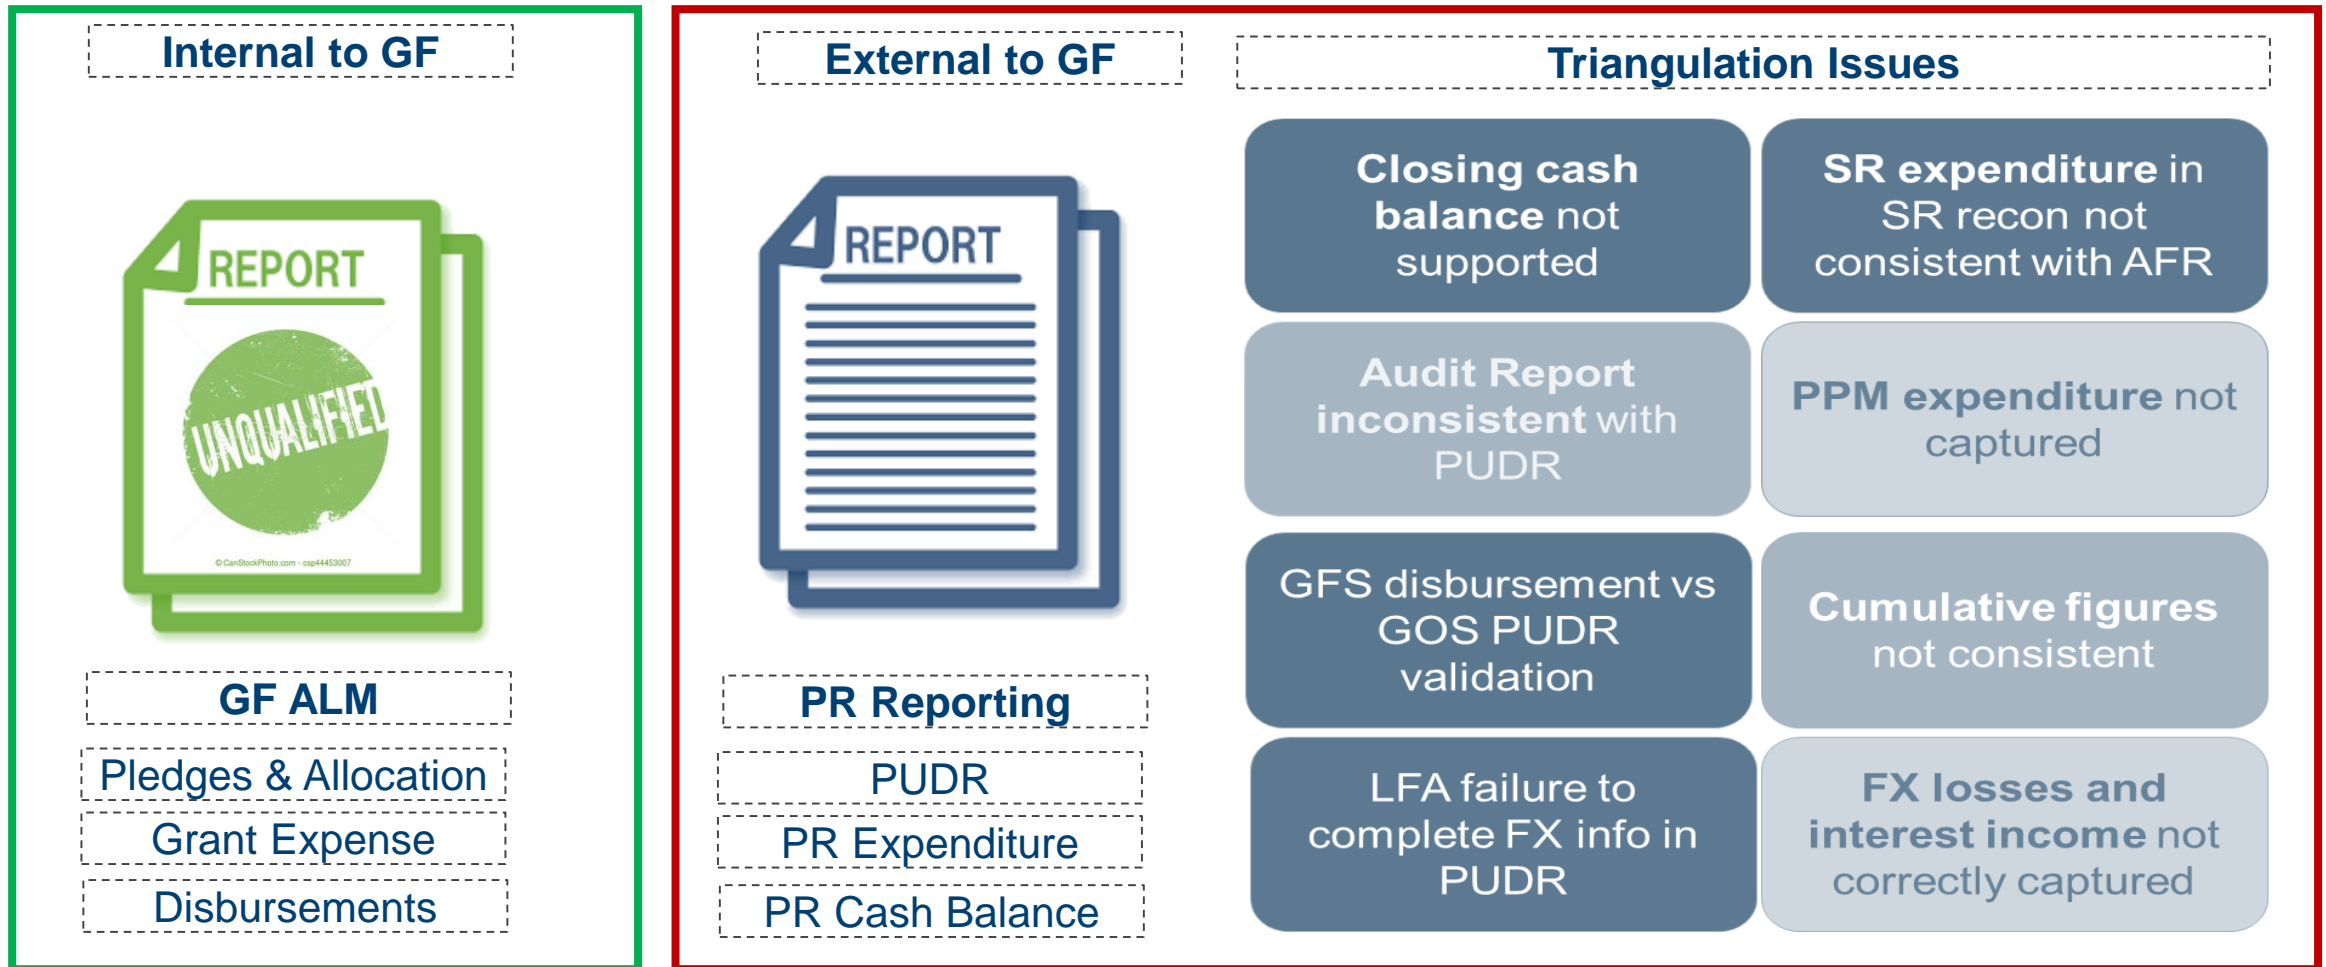 Internal to GF
REPORT
UNQUALIFIED
© CanStockPhoto.com - csp44453007
GF ALM
Pledges & Allocation
Grant Expense
Disbursements
External to GF
REPORT
PR Reporting
PUDR
PR Expenditure
PR Cash Balance
Triangulation Issues
Closing cash
balance not
supported
SR expenditure in
SR recon not
consistent with AFR
Audit Report
inconsistent with
PUDR
PPM expenditure not
captured
GFS disbursement vs
GOS PUDR
validation
Cumulative figures
not consistent
LFA failure to
complete FX info in
PUDR
FX losses and
interest income not
correctly captured